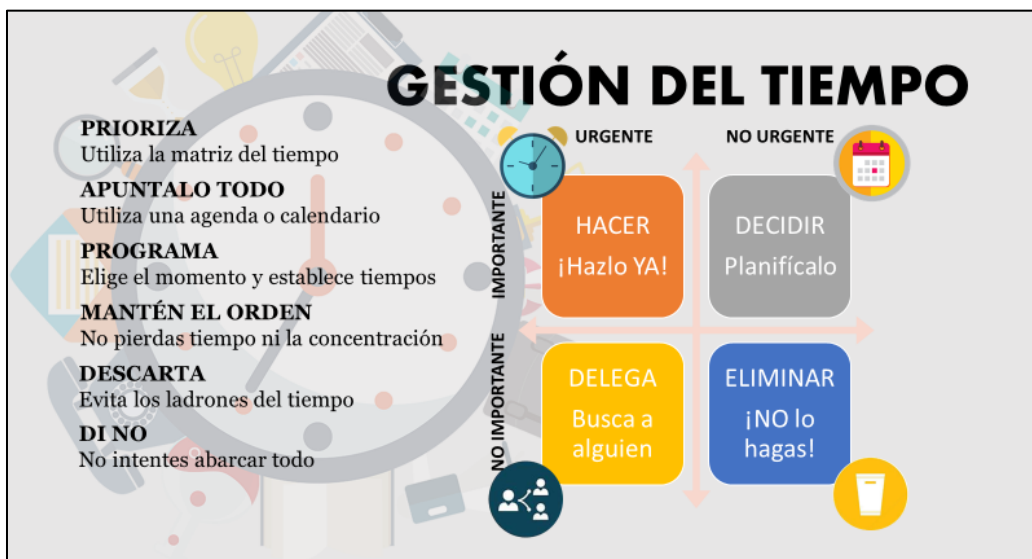 GESTIÓN DEL TIEMPO
PRIORIZA
Utiliza la matriz del tiempo
APUNTALO TODO
Utiliza una agenda o calendario
PROGRAMA
Elige el momento y establece tiempos
MANTÉN EL ORDEN
No pierdas tiempo ni la concentración
DESCARTA
Evita los ladrones del tiempo
DI NO
No intentes abarcar todo
URGENTE
NO URGENTE
IMPORTANTE
HACER
¡Hazlo YA!
DECIDIR
Planifícalo
NO IMPORTANTE
DELEGA
Busca a
alguien
ELIMINAR
¡NO lo
hagas!